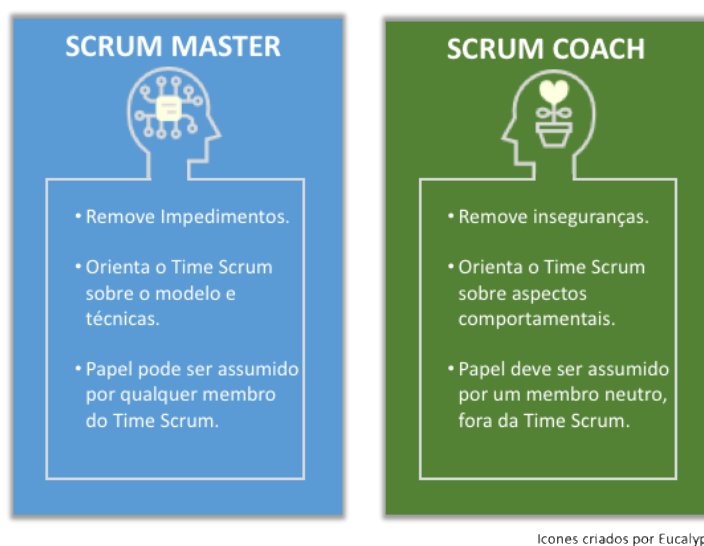 SCRUM MASTER
• Remove Impedimentos.
• Orienta o Time Scrum
sobre o modelo e
técnicas.
• Papel pode ser assumido
por qualquer membro
do Time Scrum.
SCRUM COACH
• Remove inseguranças.
• Orienta o Time Scrum
sobre aspectos
comportamentais.
• Papel deve ser assumido
por um membro neutro,
fora da Time Scrum.
Icones criados por Eucalyp